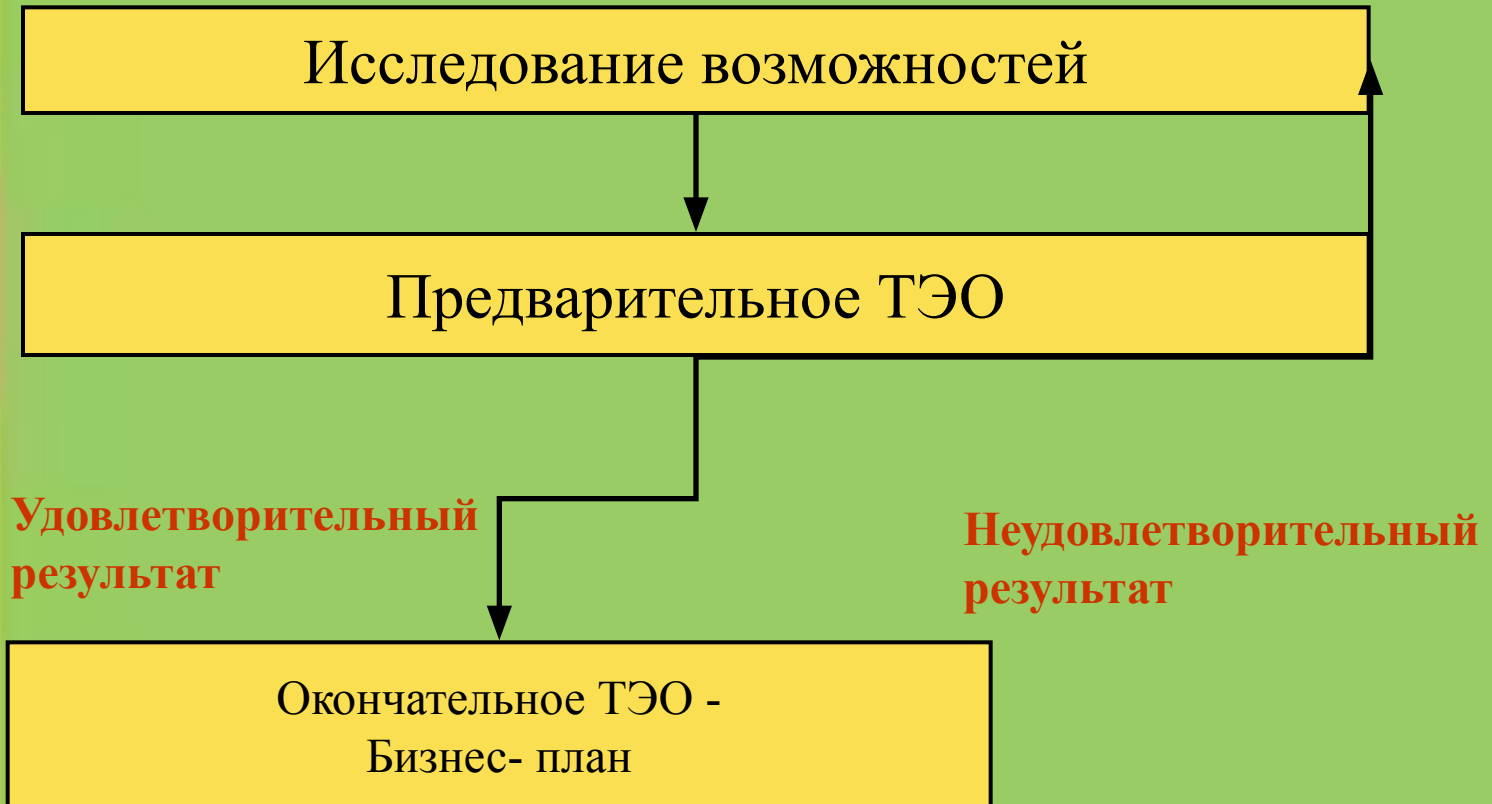 Исследование возможностей
Предварительное ТЭО
Удовлетворительный
результат
Неудовлетворительный
результат
Окончательное ТЭО -
Бизнес- план